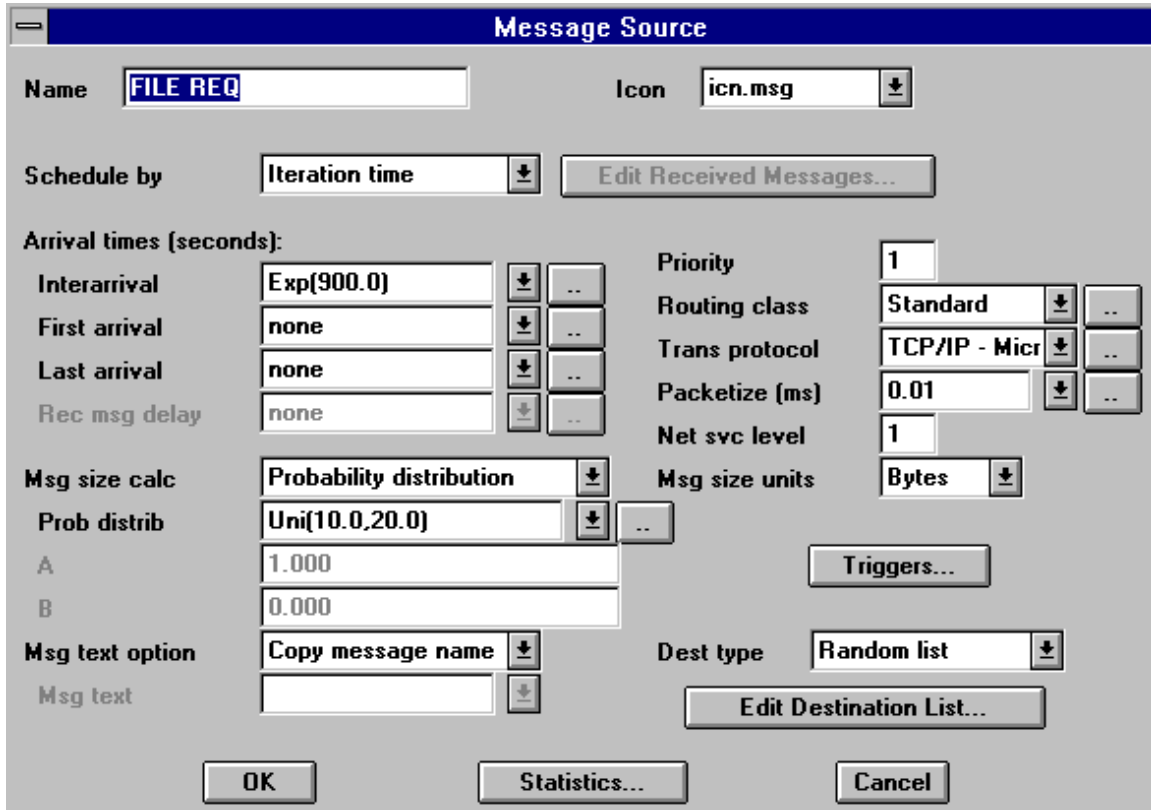 Message Source
Name FILE REQ Icon icn.msg
Schedule by Iteration time Edit Received Messages...
Arrival times (seconds):
Interarrival Exp(900.0) ..
First arrival none ..
Last arrival none ..
Rec msg delay none ..
Priority 1
Routing class Standard ..
Trans protocol TCP/IP - Micr ..
Packetize (ms) 0.01 ..
Net svc level 1
Msg size calc Probability distribution Msg size units Bytes
Prob distrib Uni(10.0,20.0) ..
A 1.000
B 0.000
Triggers...
Msg text option Copy message name Dest type Random list
Msg text
Edit Destination List...
OK Statistics... Cancel